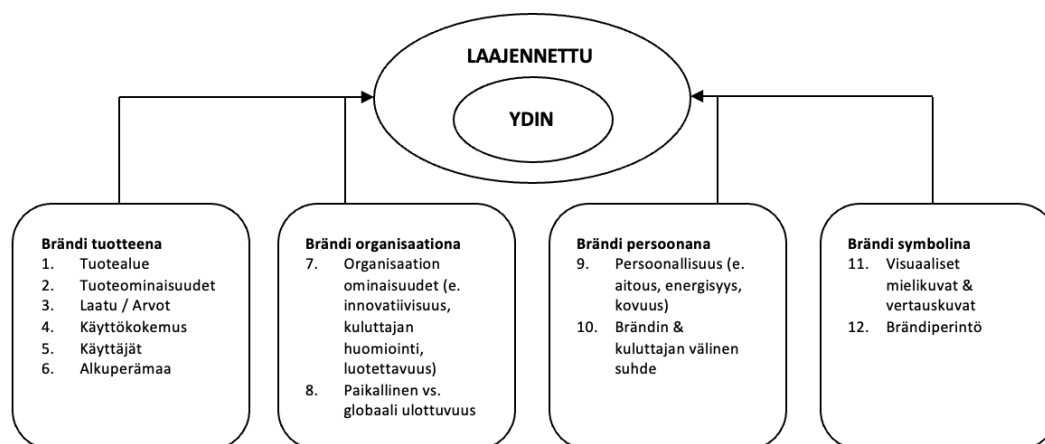 LAAJENNETTU
YDIN
Brändi tuotteena
1. Tuotealue
2. Tuoteominaisuudet
3. Laatu / Arvot
4. Käyttökokemus
5. Käyttäjät
6. Alkuperämaa
Brändi organisaationa
7. Organisaation
ominaisuudet (e.
innovatiivisuus,
kuluttajan
huomiointi,
luotettavuus)
8. Paikallinen vs.
globaali ulottuvuus
Brändi persoonana
9. Persoonallisuus (e.
aitous, energisyys,
kovuus)
10. Brändin &
kuluttajan välinen
suhde
Brändi symbolina
11. Visuaaliset
mielikuvat &
vertauskuvat
12. Brändiperintö